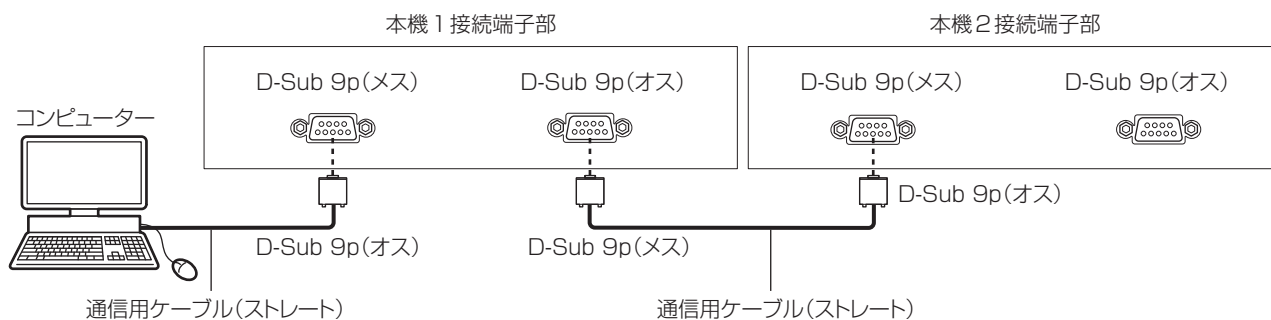 本機1接続端子部
本機2接続端子部
D-Sub 9p(メス)
D-Sub 9p(オス)
D-Sub 9p(メス)
D-Sub 9p(オス)
コンピューター
D-Sub 9p(オス)
D-Sub 9p(オス)
D-Sub 9p(メス)
通信用ケーブル(ストレート)
通信用ケーブル(ストレート)